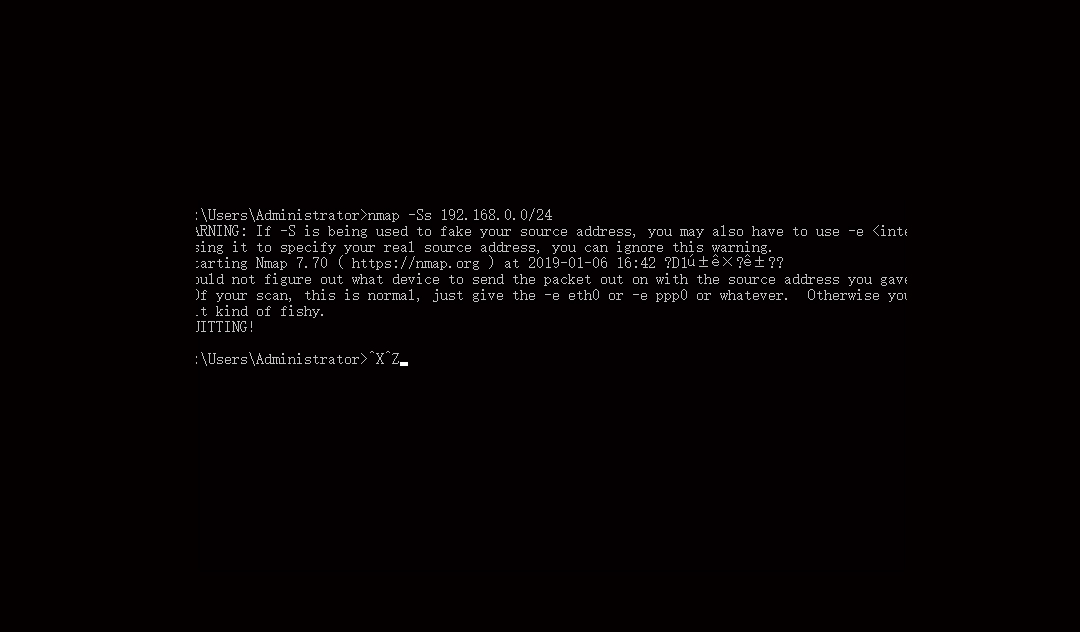 :\Users\Administrator>nmap -Ss 192.168.0.0/24
ARNING: If -S is being used to fake your source address, you may also have to use -e <inte
sing it to specify your real source address, you can ignore this warning.
tarting Nmap 7.70 ( https://nmap.org ) at 2019-01-06 16:42 ?D1ú±ê×?ê±??
ould not figure out what device to send the packet out on with the source address you gave
Of your scan, this is normal, just give the -e eth0 or -e ppp0 or whatever.  Otherwise you
it kind of fishy.
UITTING!
:\Users\Administrator>^X^Z